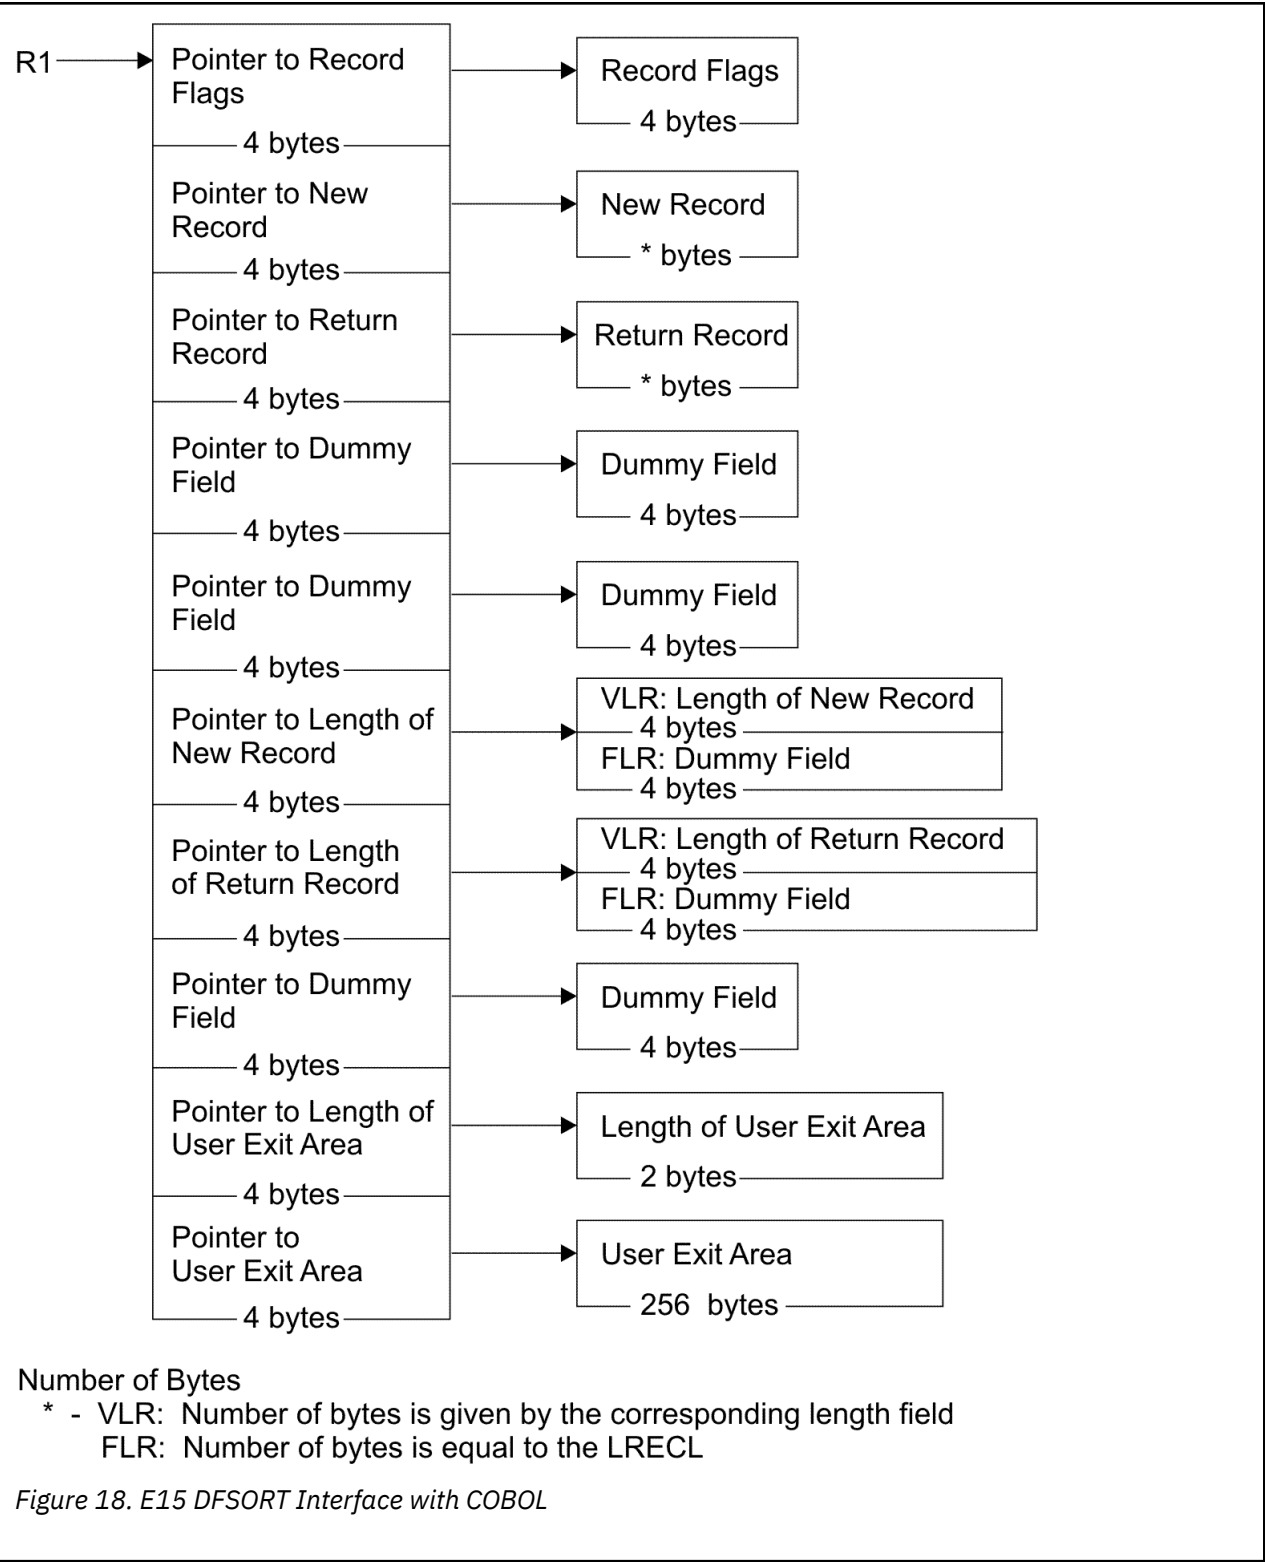 R1
Pointer to Record
Flags
4 bytes
Record Flags
4 bytes
Pointer to New
Record
4 bytes
New Record
* bytes
Pointer to Return
Record
4 bytes
Return Record
* bytes
Pointer to Dummy
Field
4 bytes
Dummy Field
4 bytes
Pointer to Dummy
Field
4 bytes
Dummy Field
4 bytes
Pointer to Length of
New Record
4 bytes
VLR: Length of New Record
4 bytes
FLR: Dummy Field
4 bytes
Pointer to Length
of Return Record
4 bytes
VLR: Length of Return Record
4 bytes
FLR: Dummy Field
4 bytes
Pointer to Dummy
Field
4 bytes
Dummy Field
4 bytes
Pointer to Length of
User Exit Area
4 bytes
Length of User Exit Area
2 bytes
Pointer to
User Exit Area
4 bytes
User Exit Area
256 bytes
Number of Bytes
* - VLR: Number of bytes is given by the corresponding length field
FLR: Number of bytes is equal to the LRECL
Figure 18. E15 DFSORT Interface with COBOL